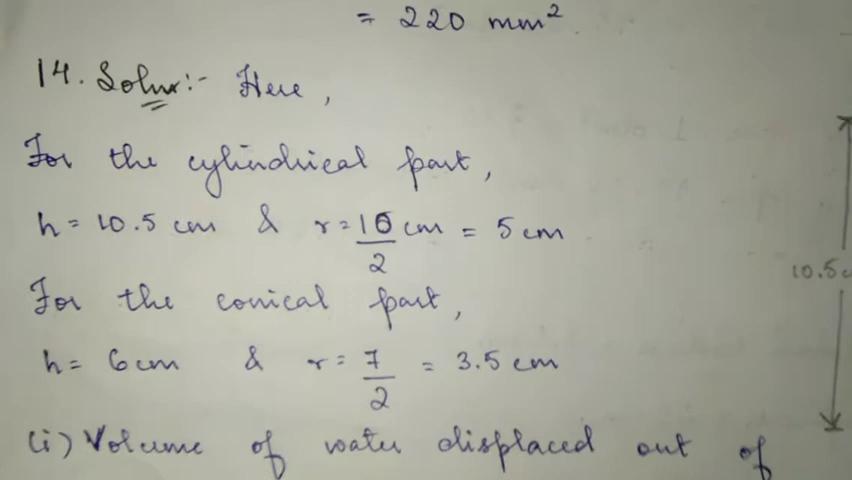 = 220 mm²
14. Soln:- Here,
For the cylindrical part,
h = 10.5 cm & r = 10/2 cm = 5 cm
For the conical part,
h = 6 cm & r = 7/2 = 3.5 cm
10.5
(i) Volume of water displaced out of